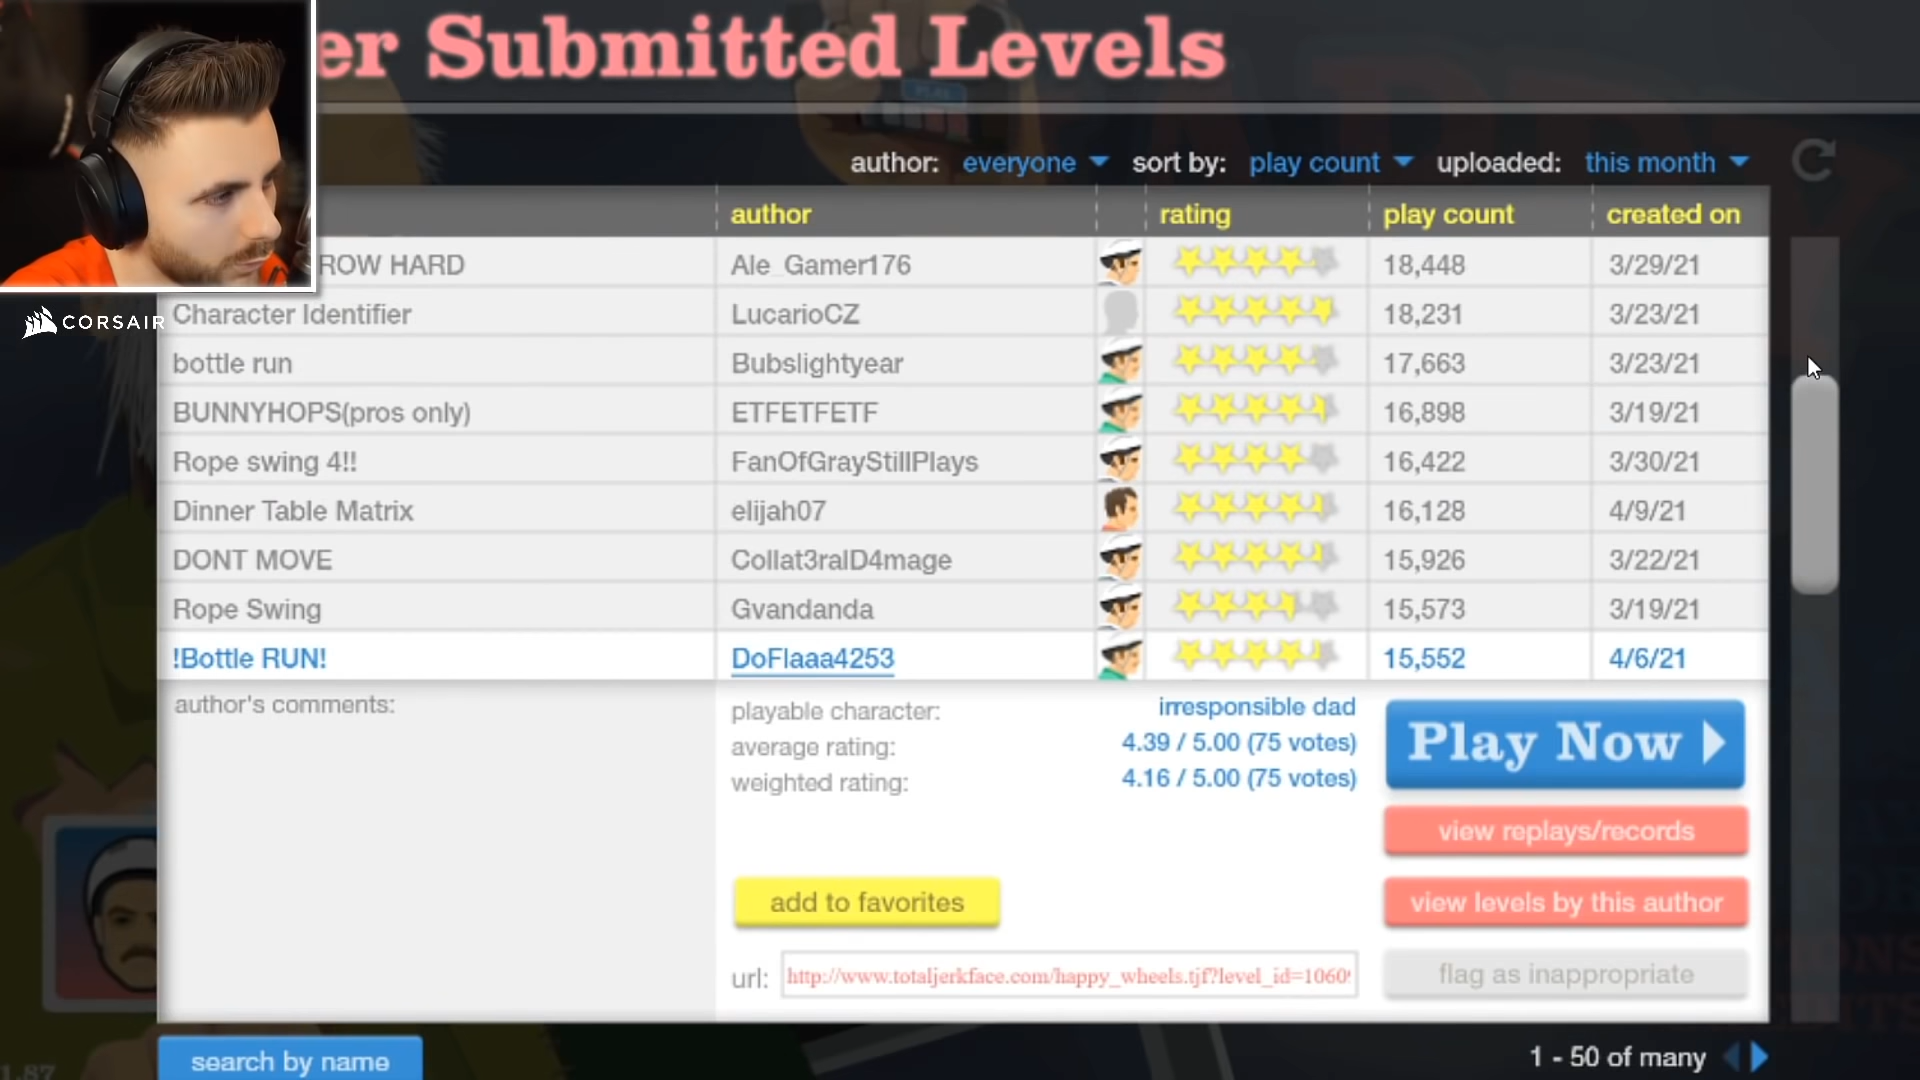 er Submitted Levels
author: everyone sort by: play count uploaded: this month
author rating play count created on
ROW HARD Ale_Gamer176 18,448 3/29/21
CORSAIR
Character Identifier LucarioCZ 18,231 3/23/21
bottle run Bubslightyear 17,663 3/23/21
BUNNYHOPS(pros only) ETFETFETF 16,898 3/19/21
Rope swing 4!! FanOfGrayStillPlays 16,422 3/30/21
Dinner Table Matrix elijah07 16,128 4/9/21
DONT MOVE Collat3ralD4mage 15,926 3/22/21
Rope Swing Gvandanda 15,573 3/19/21
!Bottle RUN! DoFlaaa4253 15,552 4/6/21
author's comments:
playable character: irresponsible dad
average rating: 4.39 / 5.00 (75 votes)
weighted rating: 4.16 / 5.00 (75 votes)
Play Now
view replays/records
add to favorites
view levels by this author
url: http://www.totaljerkface.com/happy_wheels.tjf?level_id=1060
flag as inappropriate
search by name
1 - 50 of many
1.87